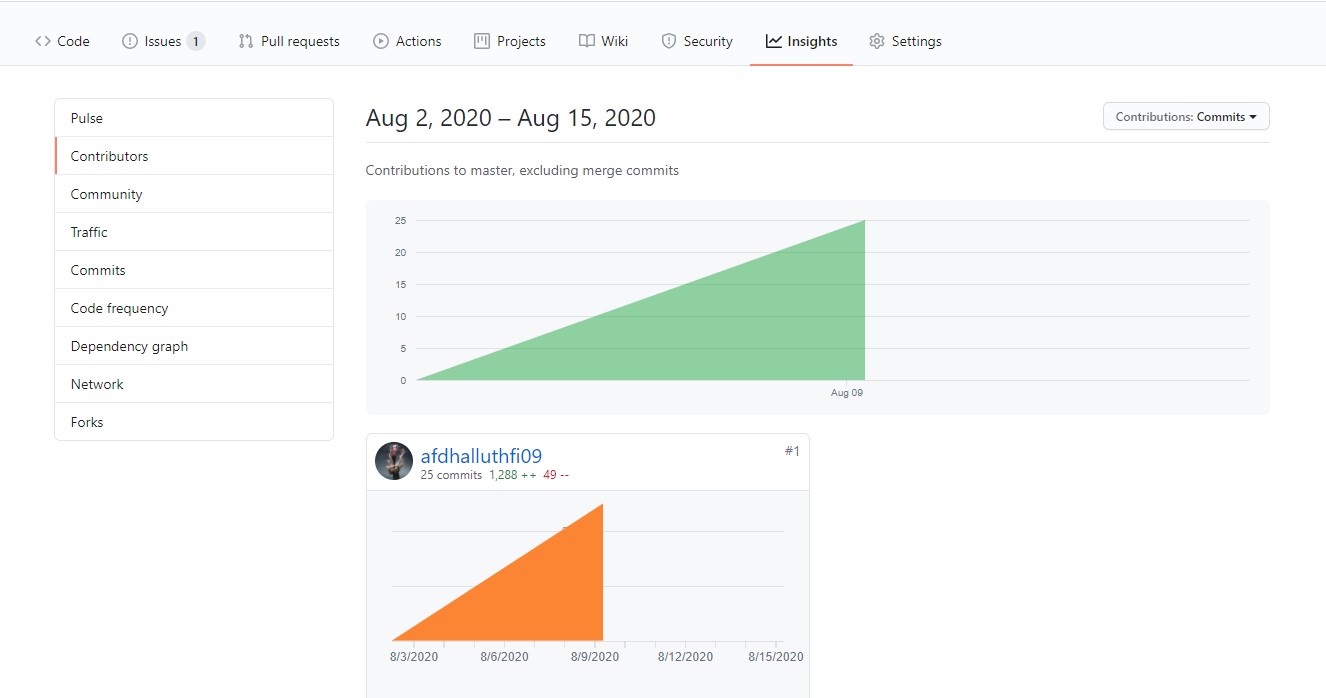 Code Issues 1 Pull requests Actions Projects Wiki Security Insights Settings
Pulse
Contributors
Community
Traffic
Commits
Code frequency
Dependency graph
Network
Forks
Aug 2, 2020 – Aug 15, 2020
Contributions: Commits
Contributions to master, excluding merge commits
25
20
15
10
5
0
Aug 09
afdhalluthfi09
#1
25 commits 1,288 ++ 49 --
8/3/2020 8/6/2020 8/9/2020 8/12/2020 8/15/2020